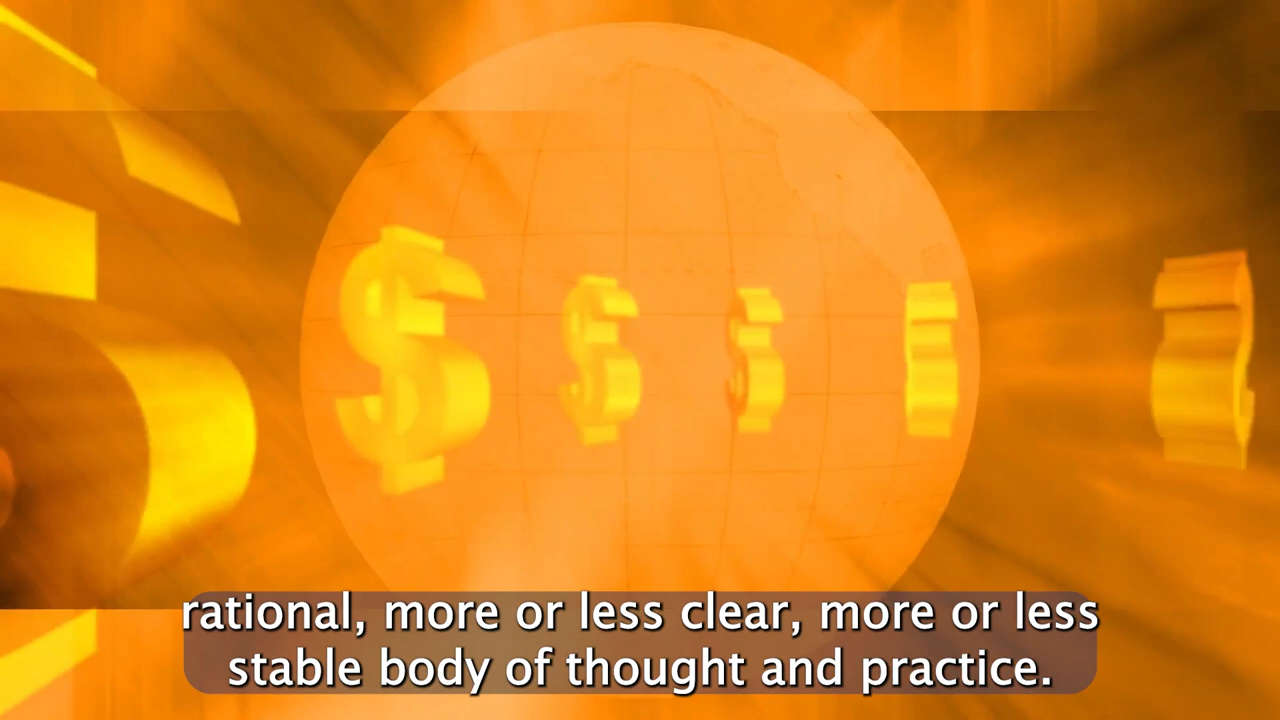 rational, more or less clear, more or less
stable body of thought and practice.